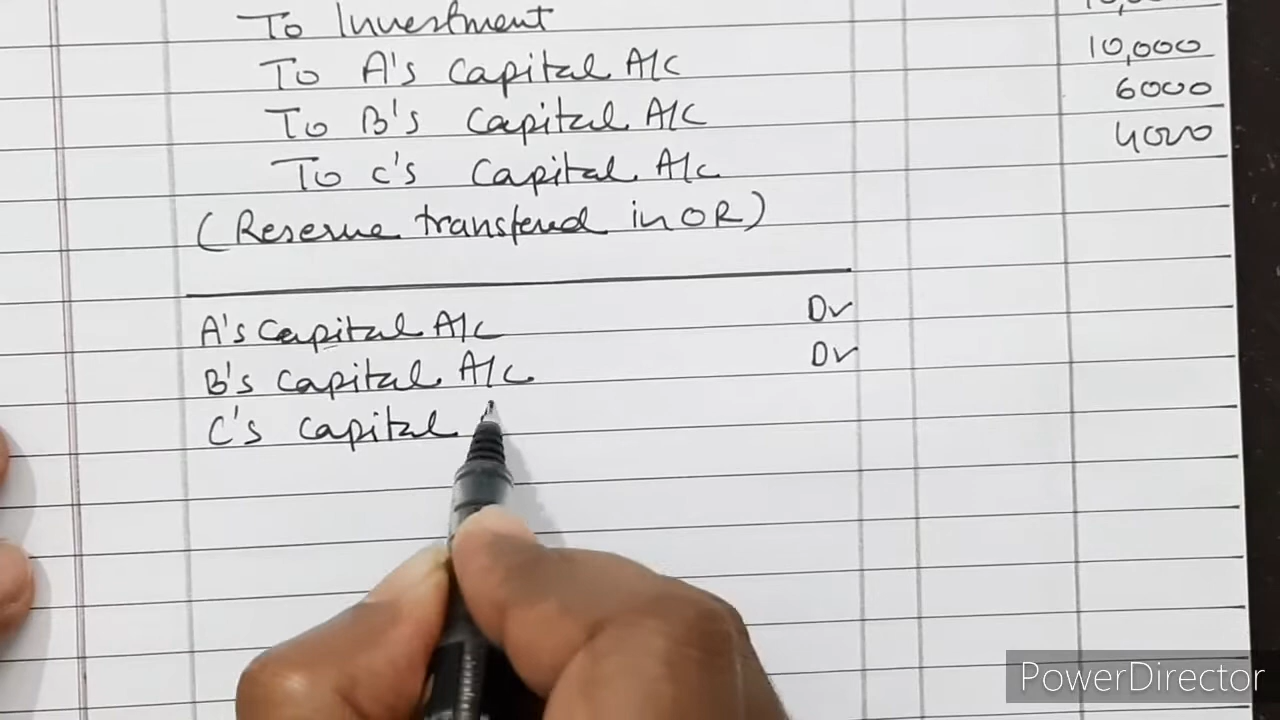 To Investment
To A's Capital A/c 10,000
To B's Capital A/c 6000
To C's Capital A/c 4000
(Reserve transfered in OR)
A's Capital A/c Dr
B's Capital A/c Dr
C's Capital
PowerDirector